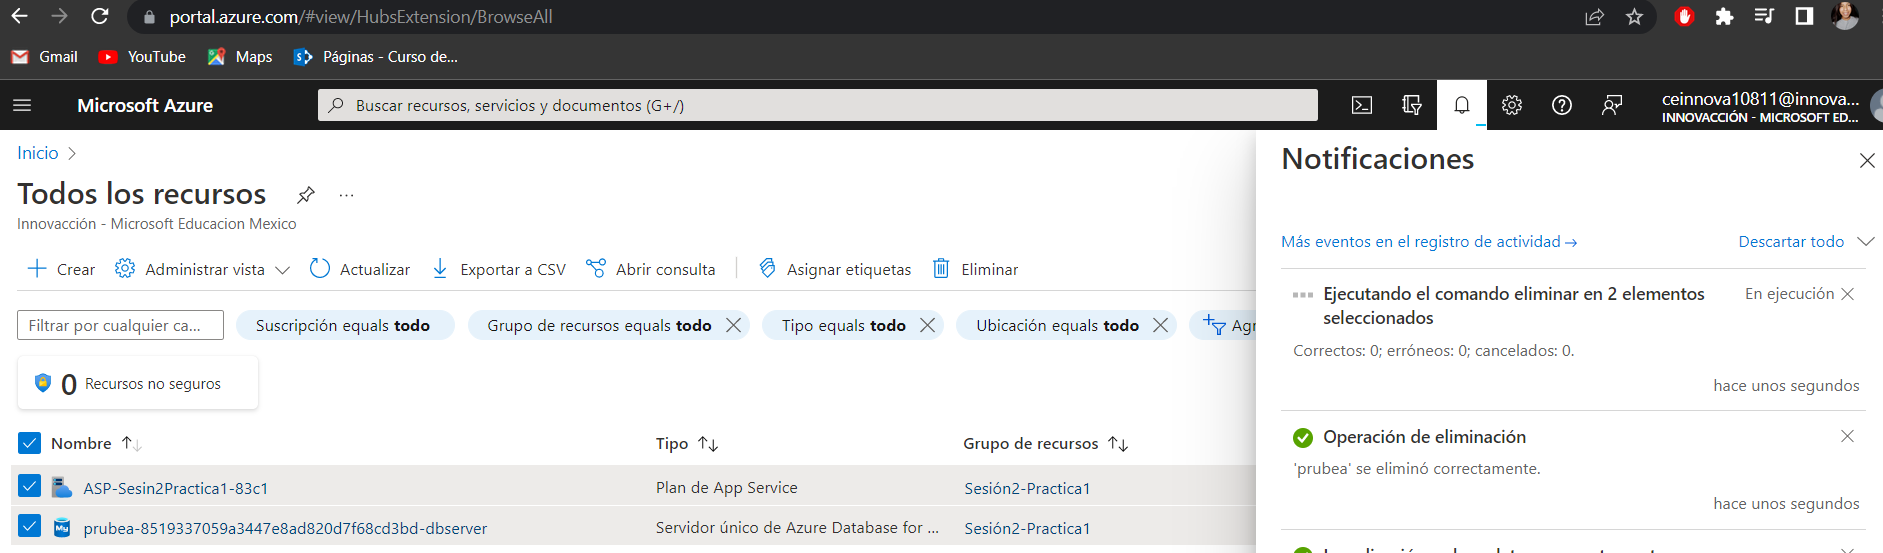 portal.azure.com/#view/HubsExtension/BrowseAll
Gmail YouTube Maps Páginas - Curso de...
Microsoft Azure
Buscar recursos, servicios y documentos (G+/)
ceinnova10811@innova...
INNOVACCIÓN - MICROSOFT ED...
Inicio
Todos los recursos
Innovacción - Microsoft Educacion Mexico
Crear Administrar vista Actualizar Exportar a CSV Abrir consulta Asignar etiquetas Eliminar
Filtrar por cualquier ca... Suscripción equals todo Grupo de recursos equals todo Tipo equals todo Ubicación equals todo Agr
0 Recursos no seguros
Nombre Tipo Grupo de recursos
ASP-Sesin2Practica1-83c1 Plan de App Service Sesión2-Practica1
prubea-8519337059a3447e8ad820d7f68cd3bd-dbserver Servidor único de Azure Database for ... Sesión2-Practica1
Notificaciones
Más eventos en el registro de actividad → Descartar todo
Ejecutando el comando eliminar en 2 elementos seleccionados
En ejecución
Correctos: 0; erróneos: 0; cancelados: 0.
hace unos segundos
Operación de eliminación
'prubea' se eliminó correctamente.
hace unos segundos